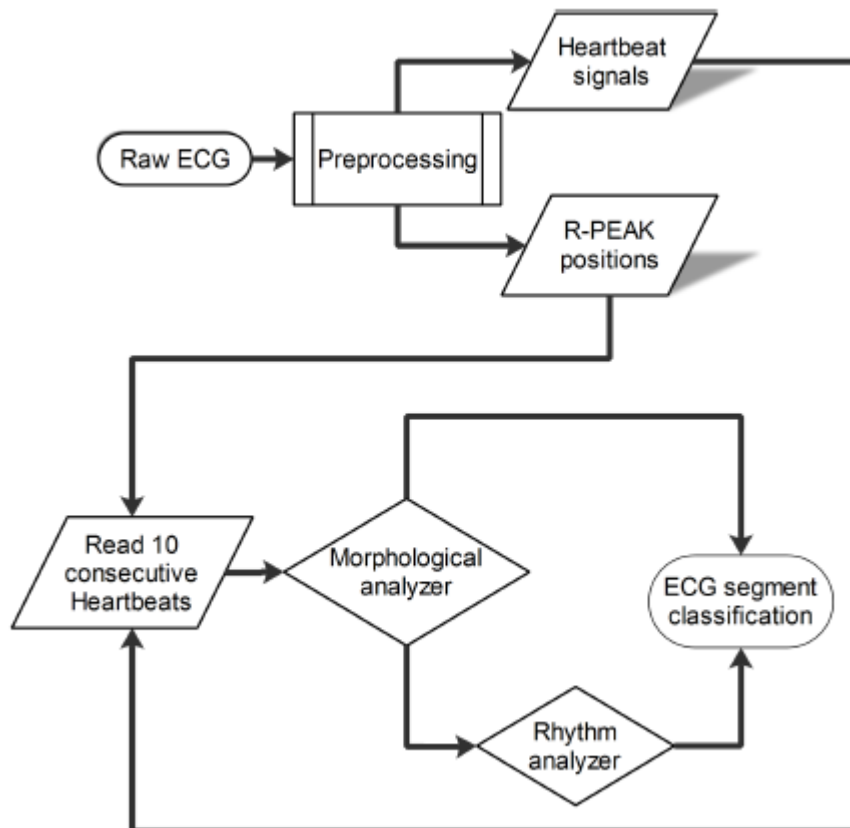 Heartbeat
signals
Raw ECG
Preprocessing
R-PEAK
positions
Read 10
consecutive
Heartbeats
Morphological
analyzer
ECG segment
classification
Rhythm
analyzer